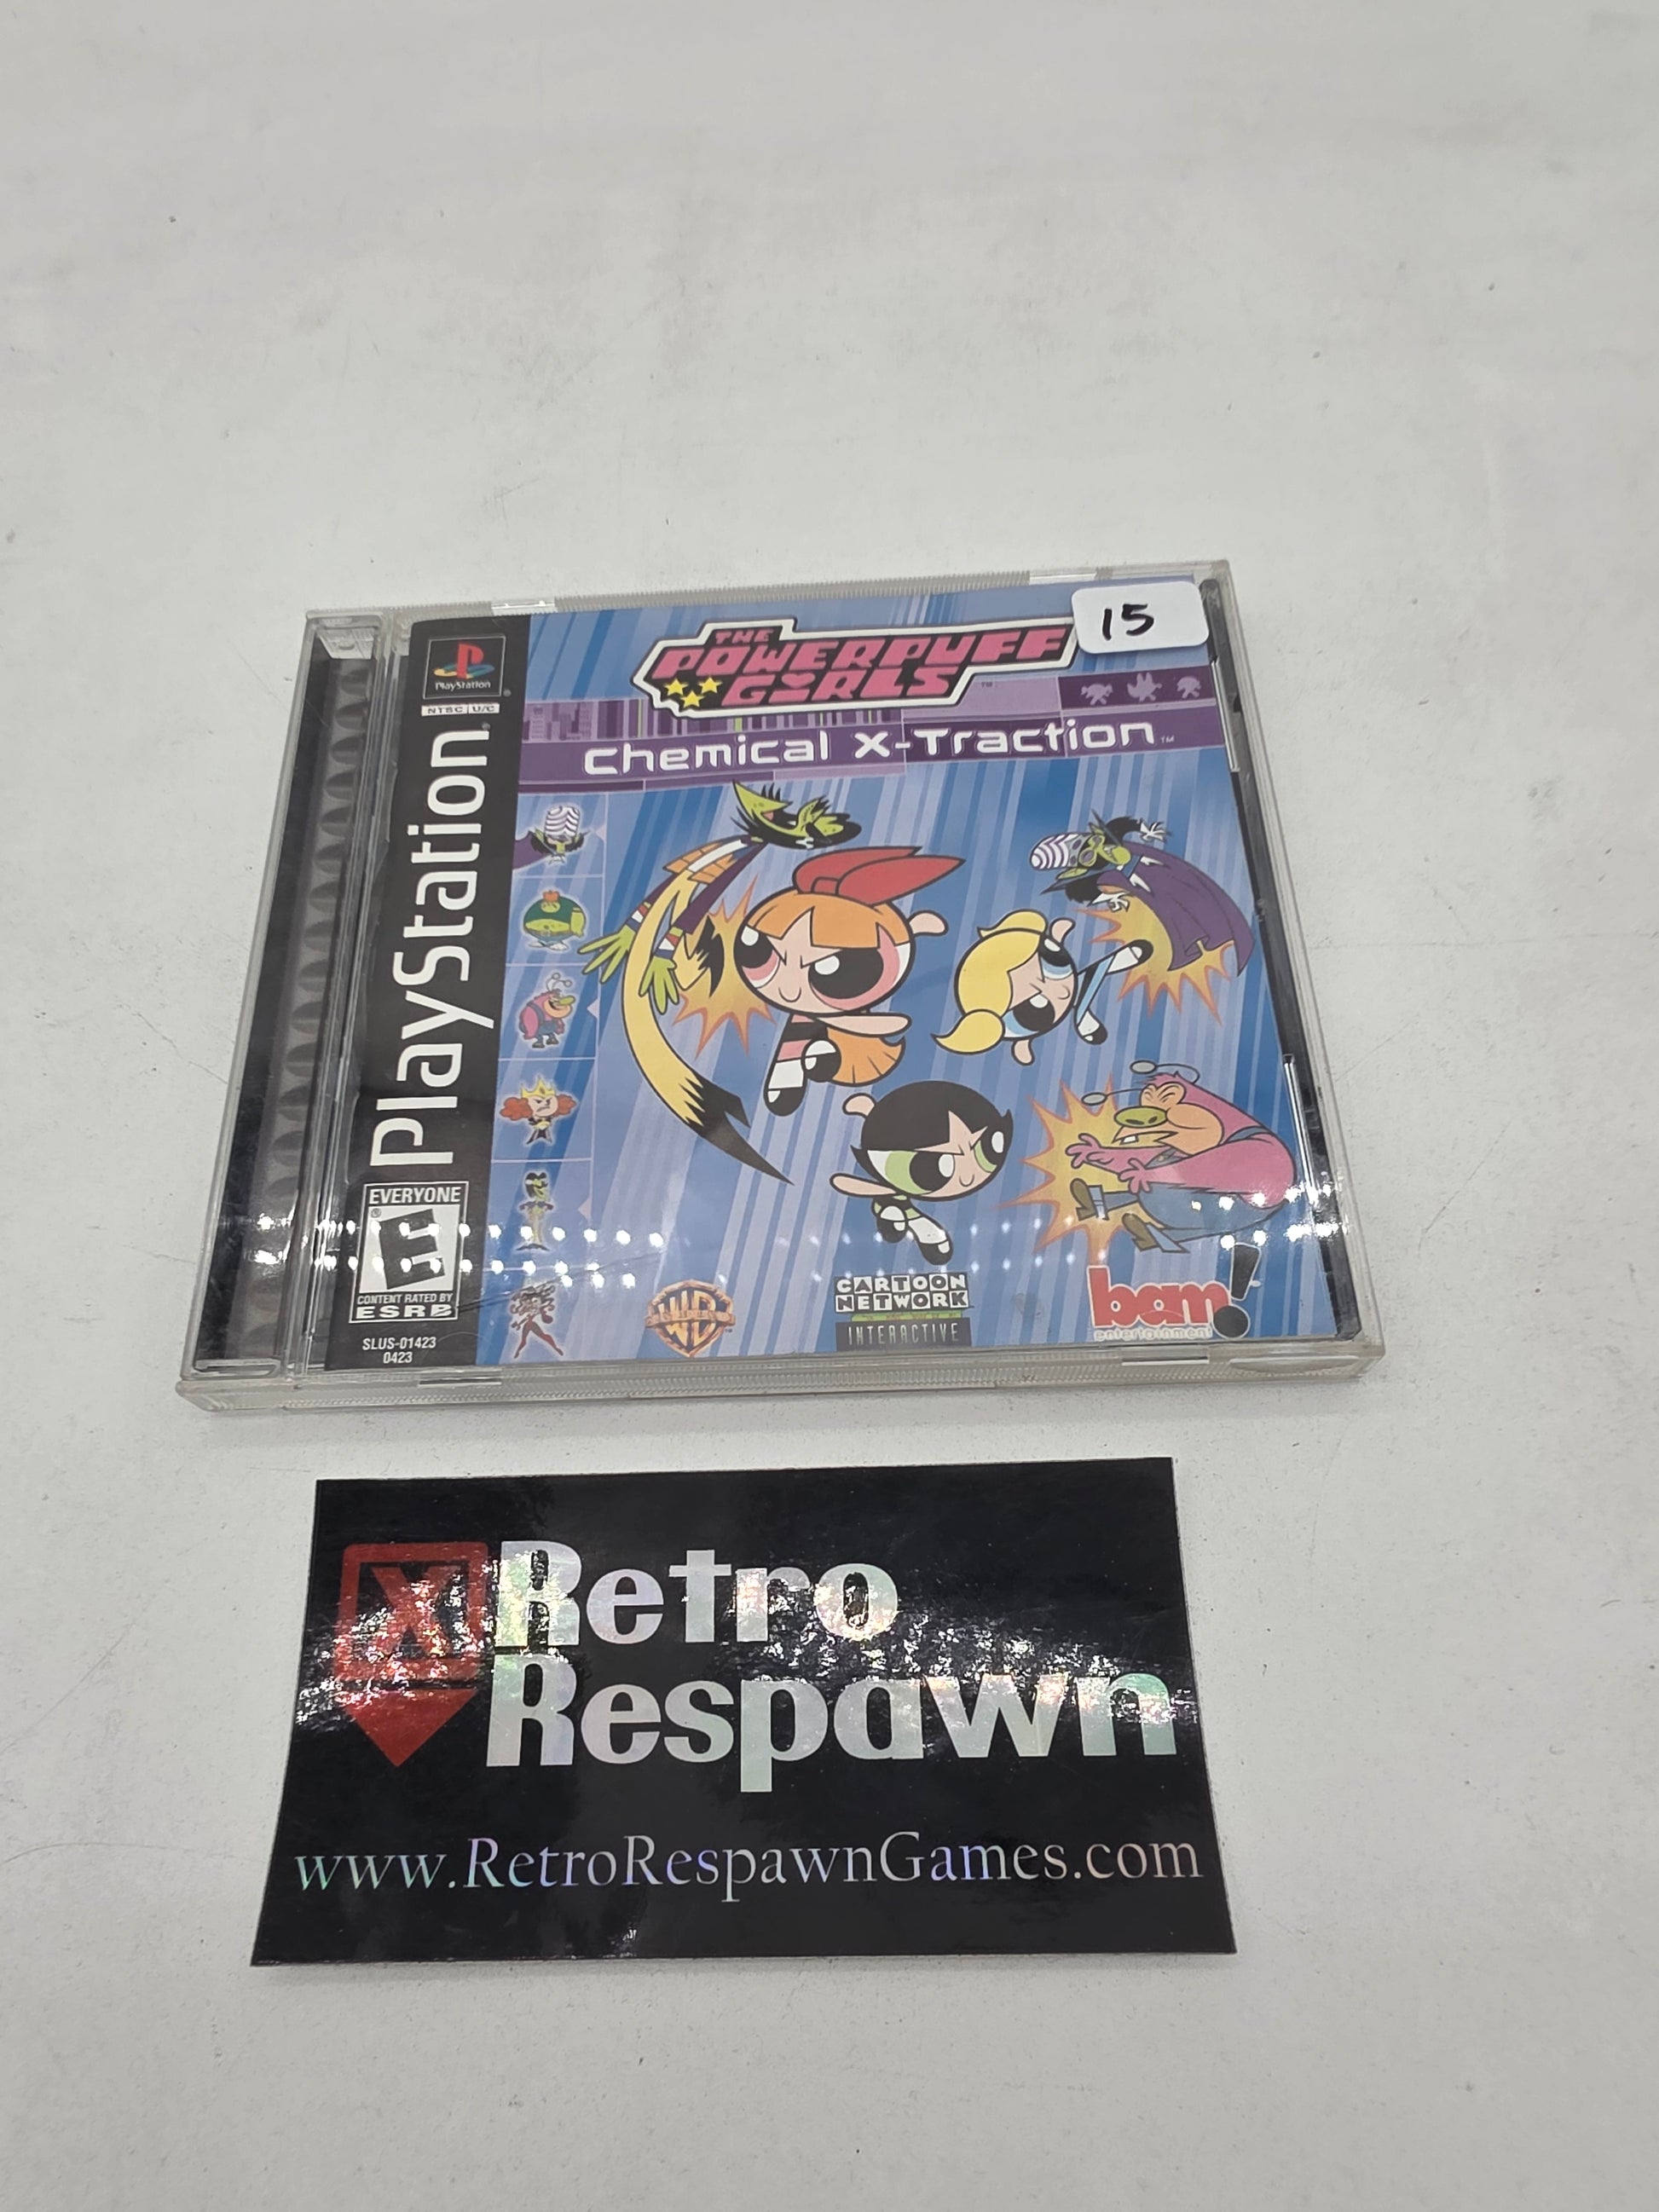 15
PlayStation
NTSC U/C
PlayStation
THE
POWERPUFF
GIRLS
Chemical X-Traction
EVERYONE
E
CONTENT RATED BY
ESRB
SLUS-01423
0423
WB
CARTOON
NETWORK
INTERACTIVE
bam!
entertainment
Retro
Respawn
www.RetroRespawnGames.com